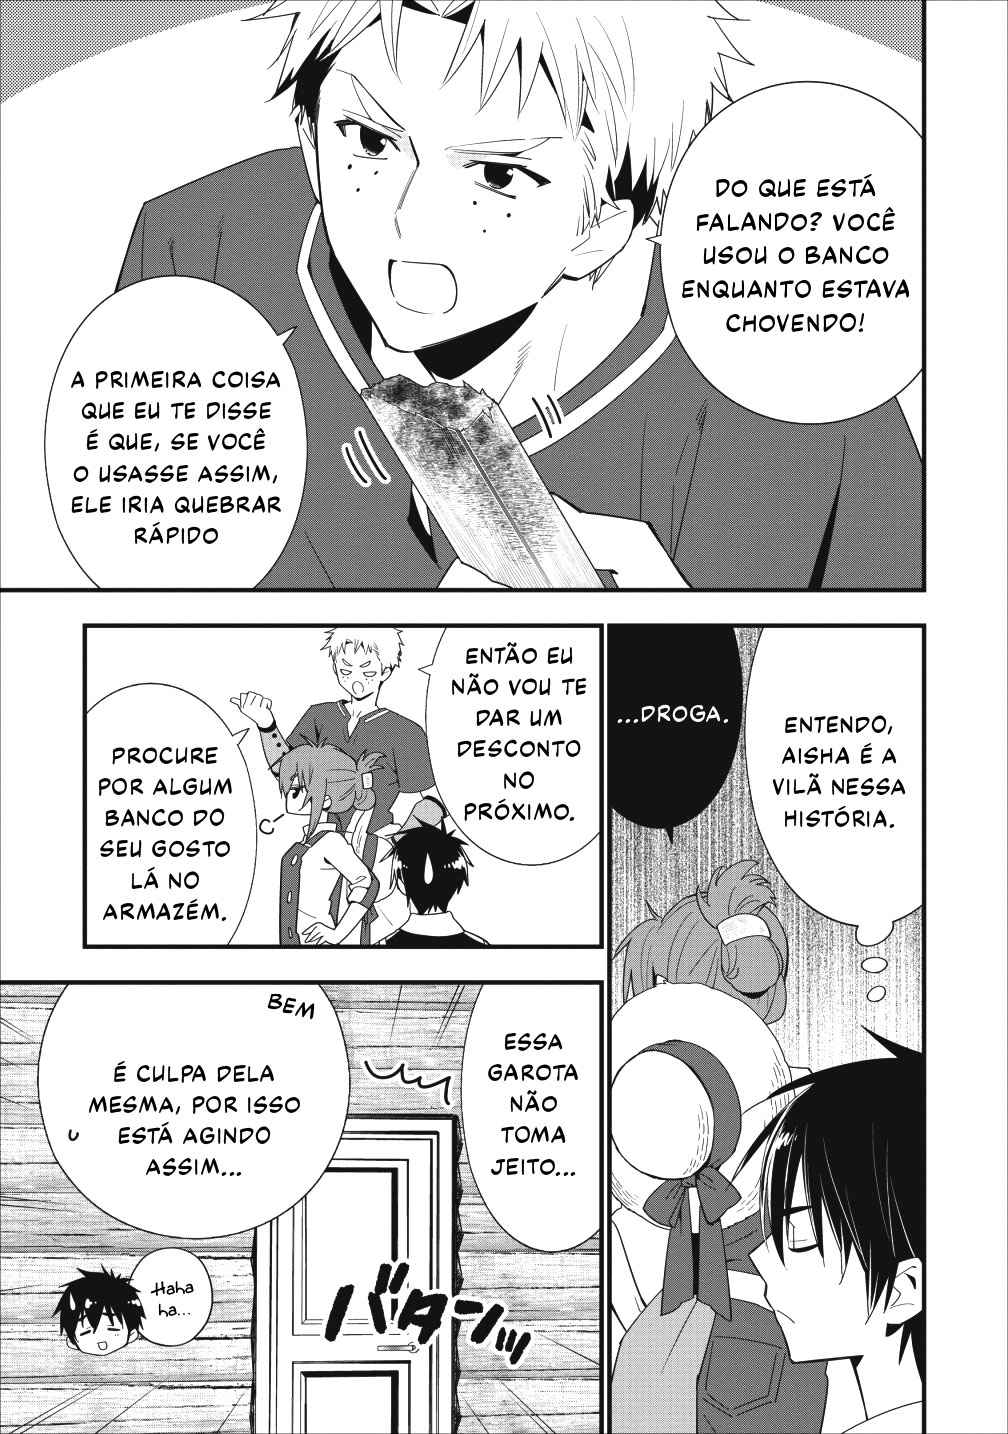 DO QUE ESTÁ
FALANDO? VOCÊ
USOU O BANCO
ENQUANTO ESTAVA
CHOVENDO!
A PRIMEIRA COISA
QUE EU TE DISSE
É QUE, SE VOCÊ
O USASSE ASSIM,
ELE IRIA QUEBRAR
RÁPIDO
ENTENDO,
AISHA É A
VILÃ NESSA
HISTÓRIA.
...DROGA.
ENTÃO EU
NÃO VOU TE
DAR UM
DESCONTO
NO
PRÓXIMO.
PROCURE
POR ALGUM
BANCO DO
SEU GOSTO
LÁ NO
ARMAZÉM.
ESSA
GAROTA
NÃO
TOMA
JEITO...
BEM
É CULPA DELA
MESMA, POR ISSO
ESTÁ AGINDO
ASSIM...
Haha
ha...
バターンッ